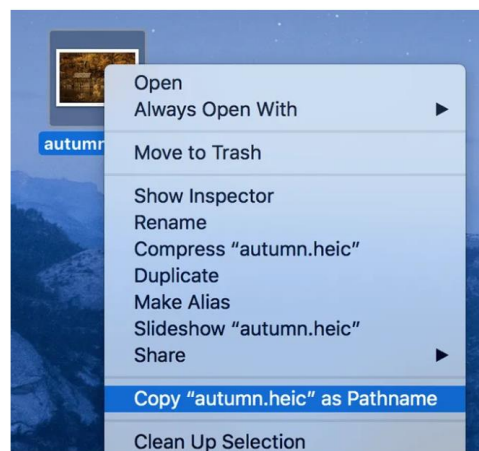 autumn
Open
Always Open With
Move to Trash
Show Inspector
Rename
Compress “autumn.heic”
Duplicate
Make Alias
Slideshow “autumn.heic”
Share
Copy “autumn.heic” as Pathname
Clean Up Selection